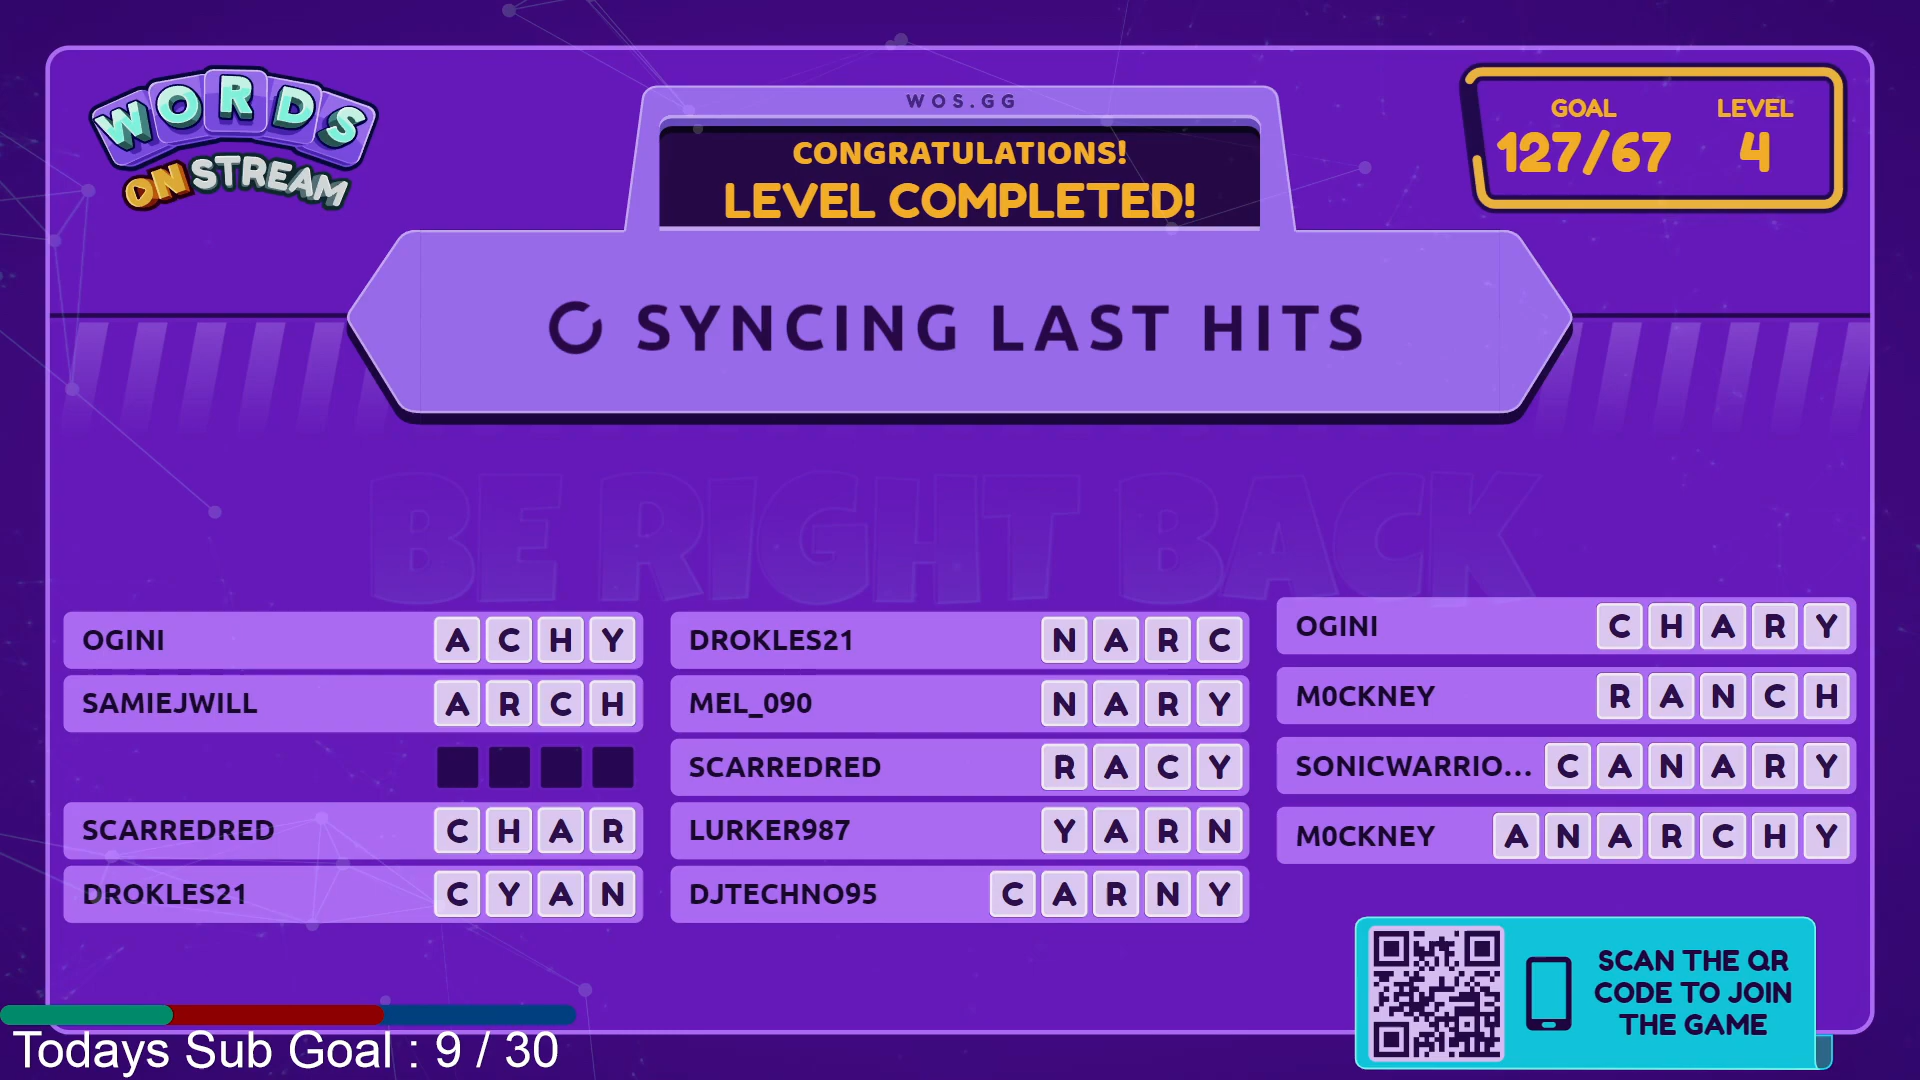 WORDS
ON STREAM
WOS.GG
CONGRATULATIONS!
LEVEL COMPLETED!
GOAL
127/67
LEVEL
4
SYNCING LAST HITS
BE RIGHT BACK
OGINI ACHY
SAMIEJWILL ARCH
SCARREDRED CHAR
DROKLES21 CYAN
DROKLES21 NARC
MEL_090 NARY
SCARREDRED RACY
LURKER987 YARN
DJTECHNO95 CARNY
OGINI CHARY
M0CKNEY RANCH
SONICWARRIO... CANARY
M0CKNEY ANARCHY
SCAN THE QR
CODE TO JOIN
THE GAME
Todays Sub Goal : 9 / 30